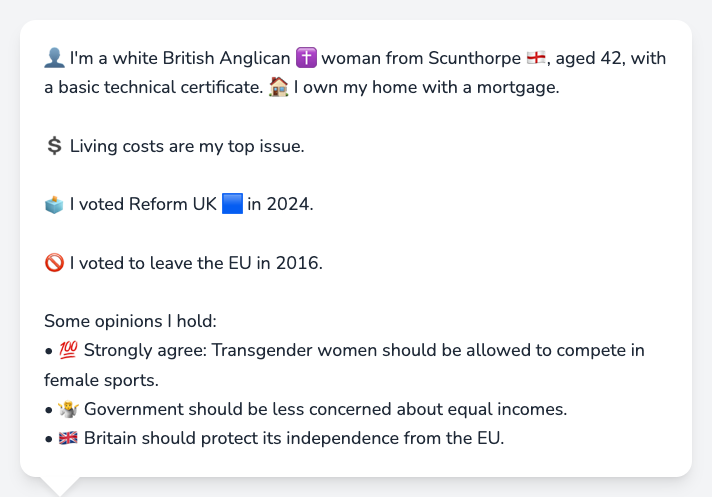 👤 I'm a white British Anglican ✝️ woman from Scunthorpe 🏴󠁧󠁢󠁥󠁮󠁧󠁿, aged 42, with
a basic technical certificate. 🏠 I own my home with a mortgage.
💲 Living costs are my top issue.
🗳️ I voted Reform UK 🟦 in 2024.
🚫 I voted to leave the EU in 2016.
Some opinions I hold:
• 💯 Strongly agree: Transgender women should be allowed to compete in
female sports.
• 🤷 Government should be less concerned about equal incomes.
• 🇬🇧 Britain should protect its independence from the EU.